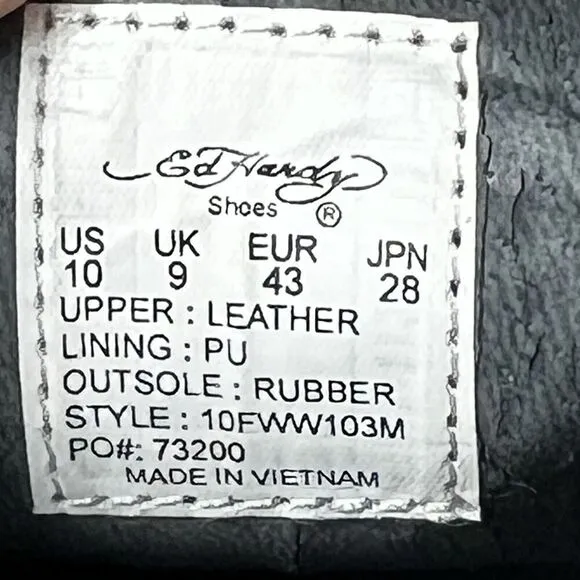 Ed Hardy
Shoes ®
US UK EUR JPN
10 9 43 28
UPPER : LEATHER
LINING : PU
OUTSOLE : RUBBER
STYLE : 10FWW103M
PO#: 73200
MADE IN VIETNAM